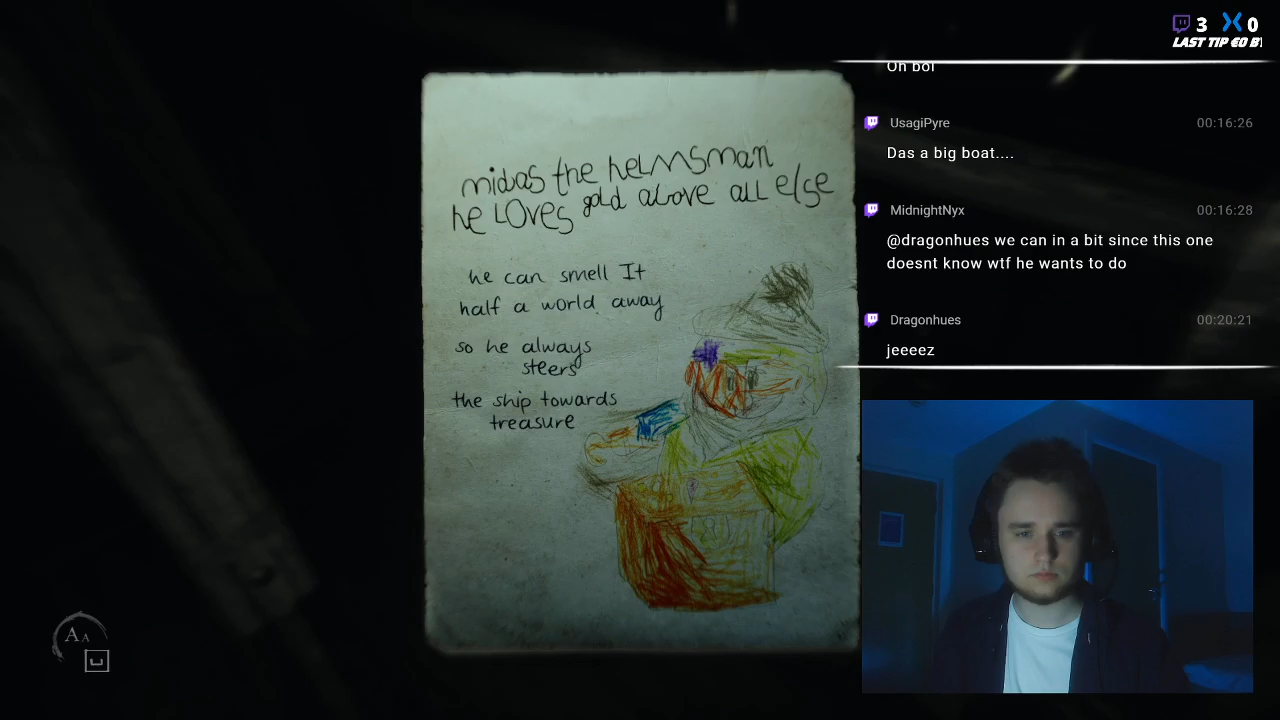 3 0
LAST TIP €0 B
Oh boi
UsagiPyre 00:16:26
Das a big boat....
MidnightNyx 00:16:28
@dragonhues we can in a bit since this one
doesnt know wtf he wants to do
Dragonhues 00:20:21
jeeeez
midas the helmsman
he LOVES gold above all else
he can smell It
half a world away
so he always
steers
the ship towards
treasure
AA